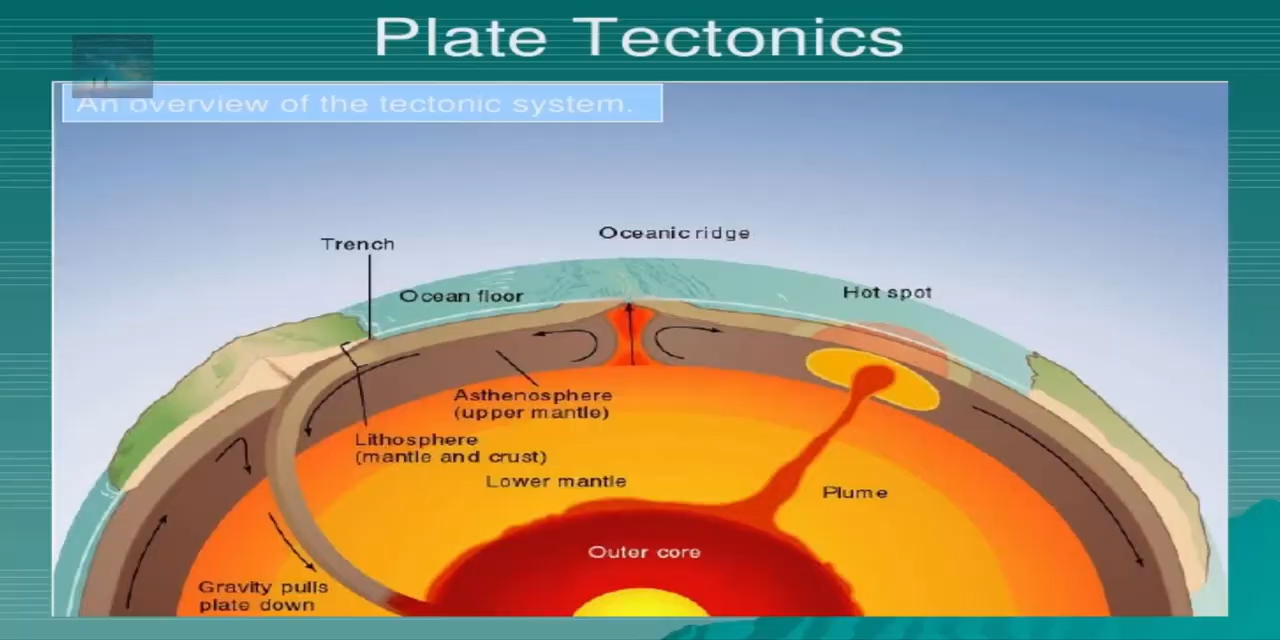 Plate Tectonics
An overview of the tectonic system.
Oceanic ridge
Trench
Hot spot
Ocean floor
Asthenosphere
(upper mantle)
Lithosphere
(mantle and crust)
Lower mantle
Plume
Outer core
Gravity pulls
plate down